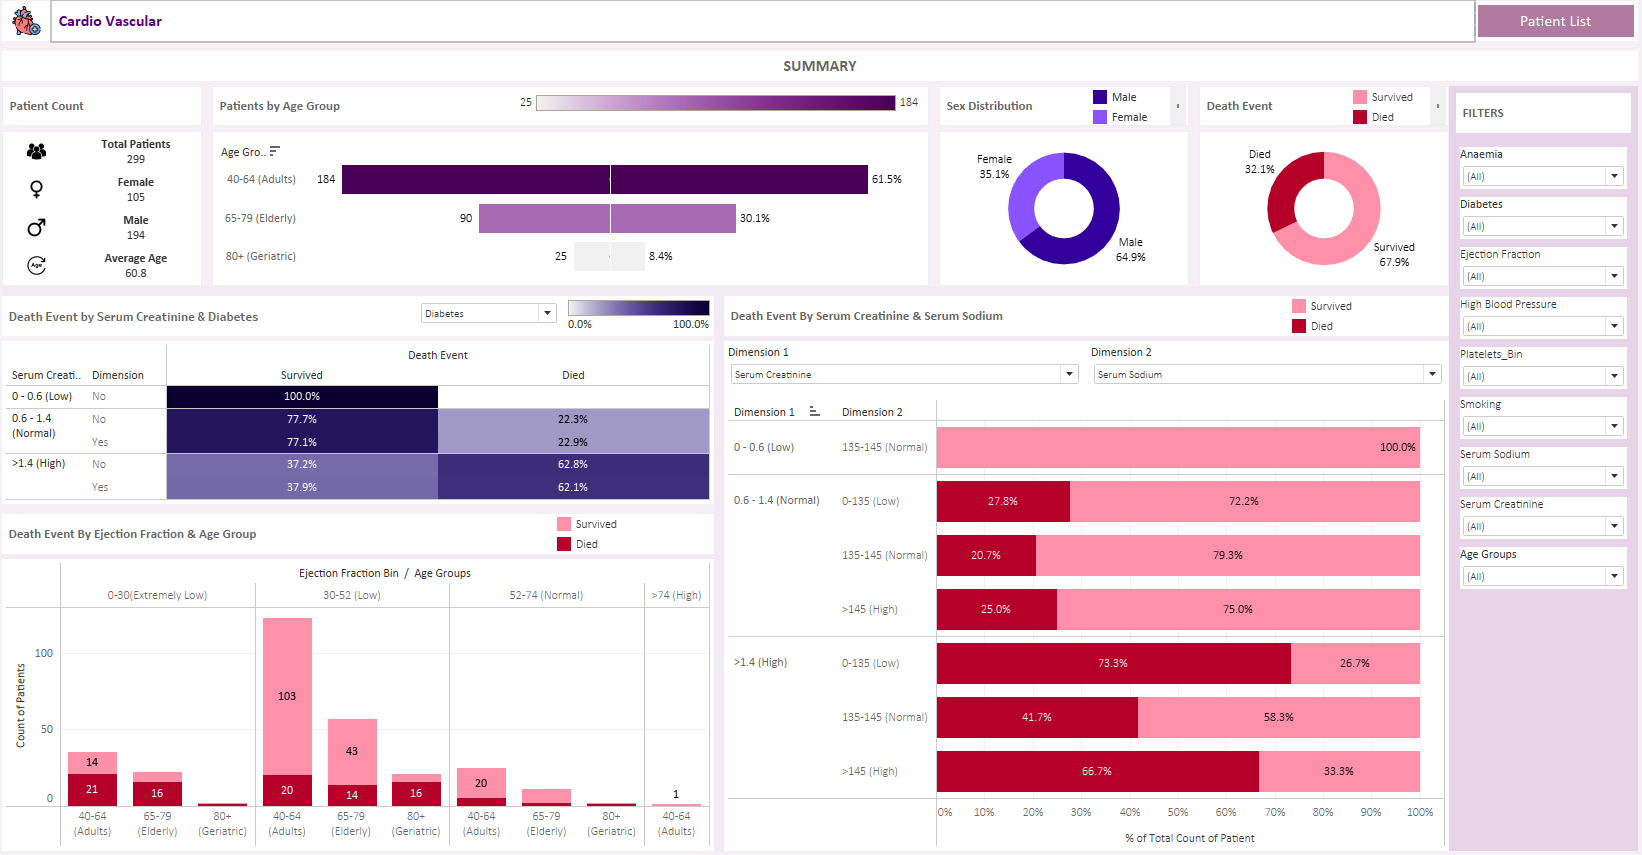 Cardio Vascular
Patient List
SUMMARY
Patient Count
Total Patients
299
Female
105
Male
194
Age
Average Age
60.8
Patients by Age Group
25
184
Age Gro..
40-64 (Adults)
184
61.5%
65-79 (Elderly)
90
30.1%
80+ (Geriatric)
25
8.4%
Sex Distribution
Male
Female
Female
35.1%
Male
64.9%
Death Event
Survived
Died
Died
32.1%
Survived
67.9%
FILTERS
Anaemia
(All)
Diabetes
(All)
Ejection Fraction
(All)
High Blood Pressure
(All)
Platelets_Bin
(All)
Smoking
(All)
Serum Sodium
(All)
Serum Creatinine
(All)
Age Groups
(All)
Death Event by Serum Creatinine & Diabetes
Diabetes
0.0%
100.0%
Death Event
Serum Creati..
Dimension
Survived
Died
0 - 0.6 (Low)
No
100.0%
0.6 - 1.4
(Normal)
No
77.7%
22.3%
Yes
77.1%
22.9%
>1.4 (High)
No
37.2%
62.8%
Yes
37.9%
62.1%
Death Event By Ejection Fraction & Age Group
Survived
Died
Ejection Fraction Bin / Age Groups
0-30(Extremely Low)
30-52 (Low)
52-74 (Normal)
>74 (High)
Count of Patients
100
50
0
14
21
16
103
20
43
14
16
20
1
40-64
(Adults)
65-79
(Elderly)
80+
(Geriatric)
40-64
(Adults)
65-79
(Elderly)
80+
(Geriatric)
40-64
(Adults)
65-79
(Elderly)
80+
(Geriatric)
40-64
(Adults)
Death Event By Serum Creatinine & Serum Sodium
Survived
Died
Dimension 1
Serum Creatinine
Dimension 2
Serum Sodium
Dimension 1
Dimension 2
0 - 0.6 (Low)
135-145 (Normal)
100.0%
0.6 - 1.4 (Normal)
0-135 (Low)
27.8%
72.2%
135-145 (Normal)
20.7%
79.3%
>145 (High)
25.0%
75.0%
>1.4 (High)
0-135 (Low)
73.3%
26.7%
135-145 (Normal)
41.7%
58.3%
>145 (High)
66.7%
33.3%
0%
10%
20%
30%
40%
50%
60%
70%
80%
90%
100%
% of Total Count of Patient